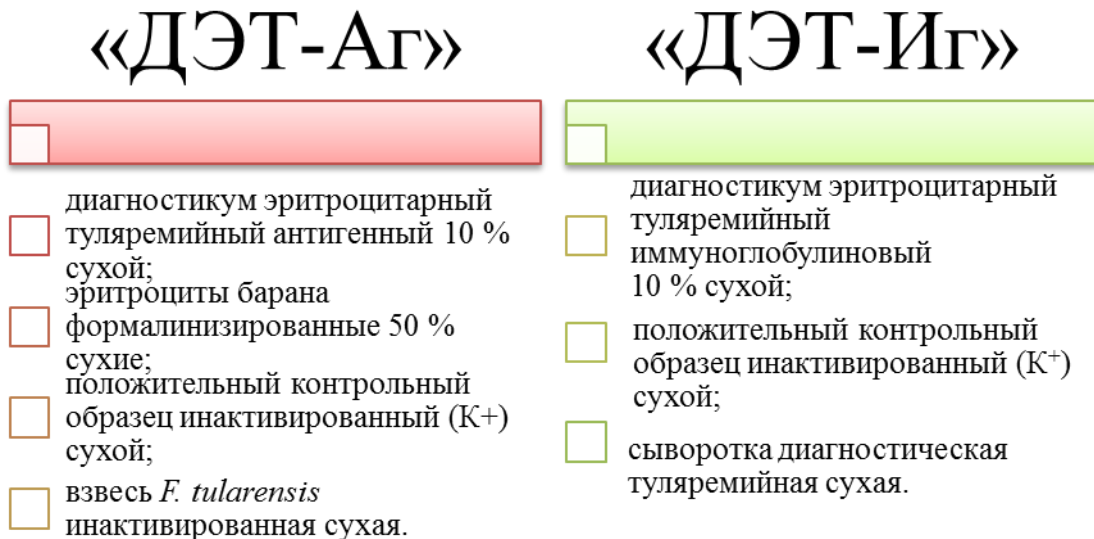 «ДЭТ-Аг»
диагностикум эритроцитарный
туляремийный антигенный 10 %
сухой;
эритроциты барана
формалинизированные 50 %
сухие;
положительный контрольный
образец инактивированный (К+)
сухой;
взвесь F. tularensis
инактивированная сухая.
«ДЭТ-Иг»
диагностикум эритроцитарный
туляремийный
иммуноглобулиновый
10 % сухой;
положительный контрольный
образец инактивированный (К⁺)
сухой;
сыворотка диагностическая
туляремийная сухая.